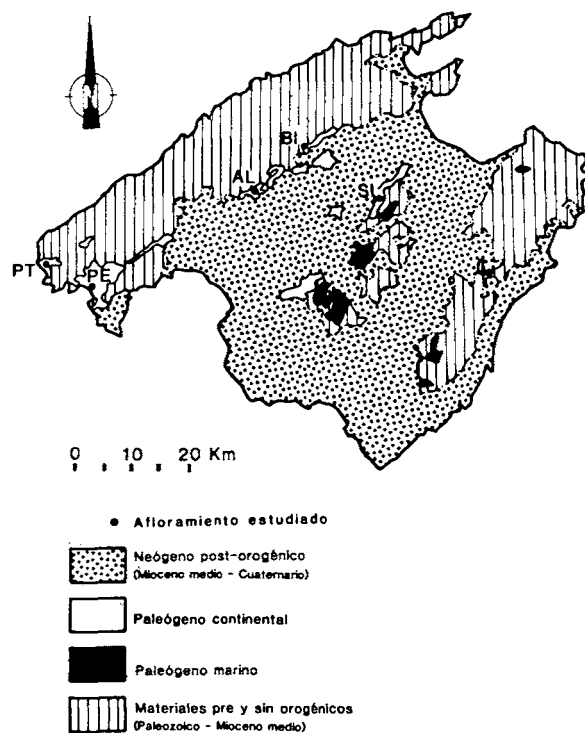 N
BI
AL
SI
PT
PE
0 10 20 Km
Afloramiento estudiado
Neógeno post-orogénico
(Mioceno medio - Cuaternario)
Paleógeno continental
Paleógeno marino
Materiales pre y sin orogénicos
(Paleozoico - Mioceno medio)